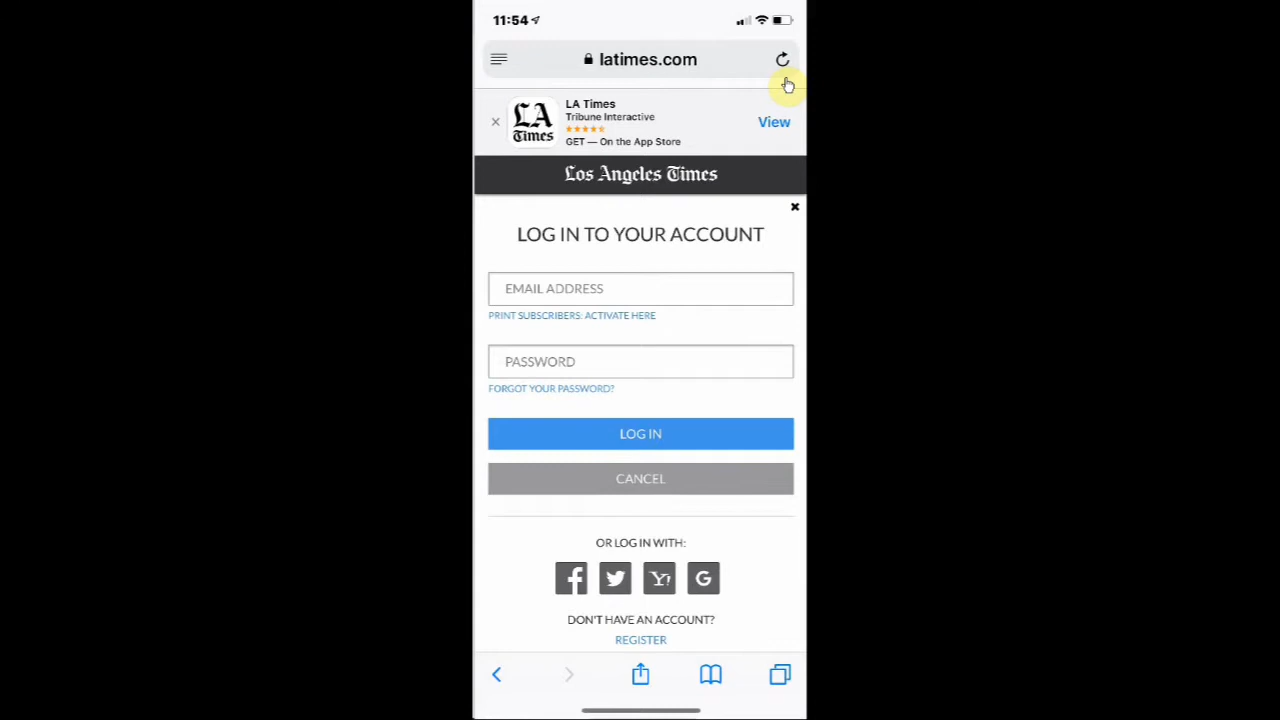 11:54
latimes.com
LA Times
Tribune Interactive
GET — On the App Store
View
LA Times
Los Angeles Times
LOG IN TO YOUR ACCOUNT
EMAIL ADDRESS
PRINT SUBSCRIBERS: ACTIVATE HERE
PASSWORD
FORGOT YOUR PASSWORD?
LOG IN
CANCEL
OR LOG IN WITH:
f
Y!
G
DON'T HAVE AN ACCOUNT?
REGISTER